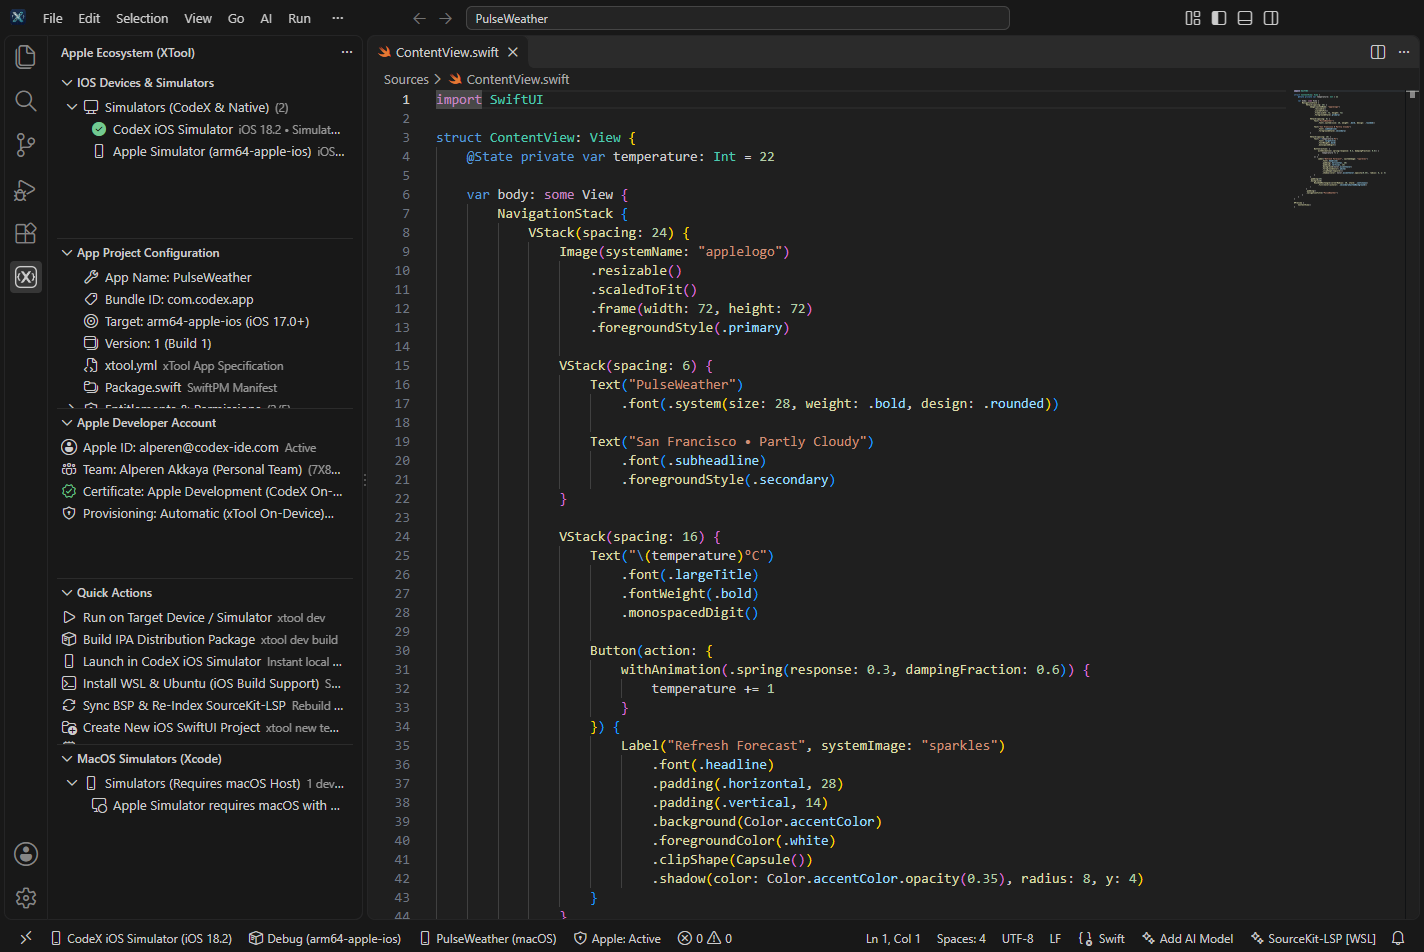 File Edit Selection View Go AI Run ···
PulseWeather
Apple Ecosystem (XTool)
IOS Devices & Simulators
Simulators (CodeX & Native) (2)
CodeX iOS Simulator iOS 18.2 • Simulat...
Apple Simulator (arm64-apple-ios) iOS...
App Project Configuration
App Name: PulseWeather
Bundle ID: com.codex.app
Target: arm64-apple-ios (iOS 17.0+)
Version: 1 (Build 1)
xtool.yml xTool App Specification
Package.swift SwiftPM Manifest
Apple Developer Account
Apple ID: alperen@codex-ide.com Active
Team: Alperen Akkaya (Personal Team) (7X8...
Certificate: Apple Development (CodeX On-...
Provisioning: Automatic (xTool On-Device)...
Quick Actions
Run on Target Device / Simulator xtool dev
Build IPA Distribution Package xtool dev build
Launch in CodeX iOS Simulator Instant local ...
Install WSL & Ubuntu (iOS Build Support) S...
Sync BSP & Re-Index SourceKit-LSP Rebuild ...
Create New iOS SwiftUI Project xtool new te...
MacOS Simulators (Xcode)
Simulators (Requires macOS Host) 1 dev...
Apple Simulator requires macOS with ...
ContentView.swift
Sources > ContentView.swift
1 import SwiftUI
2
3 struct ContentView: View {
4 @State private var temperature: Int = 22
5
6 var body: some View {
7 NavigationStack {
8 VStack(spacing: 24) {
9 Image(systemName: "applelogo")
10 .resizable()
11 .scaledToFit()
12 .frame(width: 72, height: 72)
13 .foregroundStyle(.primary)
14
15 VStack(spacing: 6) {
16 Text("PulseWeather")
17 .font(.system(size: 28, weight: .bold, design: .rounded))
18
19 Text("San Francisco • Partly Cloudy")
20 .font(.subheadline)
21 .foregroundStyle(.secondary)
22 }
23
24 VStack(spacing: 16) {
25 Text("\(temperature)°C")
26 .font(.largeTitle)
27 .fontWeight(.bold)
28 .monospacedDigit()
29
30 Button(action: {
31 withAnimation(.spring(response: 0.3, dampingFraction: 0.6)) {
32 temperature += 1
33 }
34 }) {
35 Label("Refresh Forecast", systemImage: "sparkles")
36 .font(.headline)
37 .padding(.horizontal, 28)
38 .padding(.vertical, 14)
39 .background(Color.accentColor)
40 .foregroundColor(.white)
41 .clipShape(Capsule())
42 .shadow(color: Color.accentColor.opacity(0.35), radius: 8, y: 4)
43 }
44 }
CodeX iOS Simulator (iOS 18.2) Debug (arm64-apple-ios) PulseWeather (macOS) Apple: Active 0 0 Ln 1, Col 1 Spaces: 4 UTF-8 LF Swift Add AI Model SourceKit-LSP [WSL]